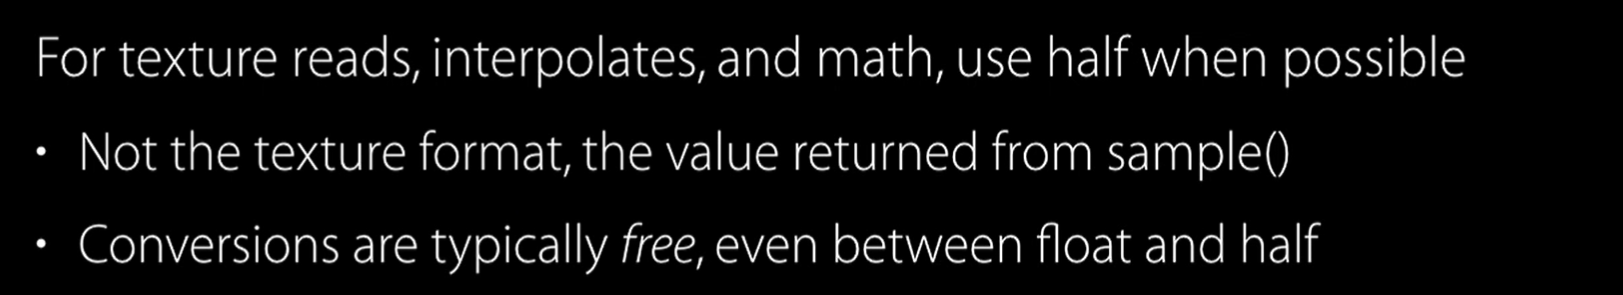 For texture reads, interpolates, and math, use half when possible
• Not the texture format, the value returned from sample()
• Conversions are typically free, even between float and half